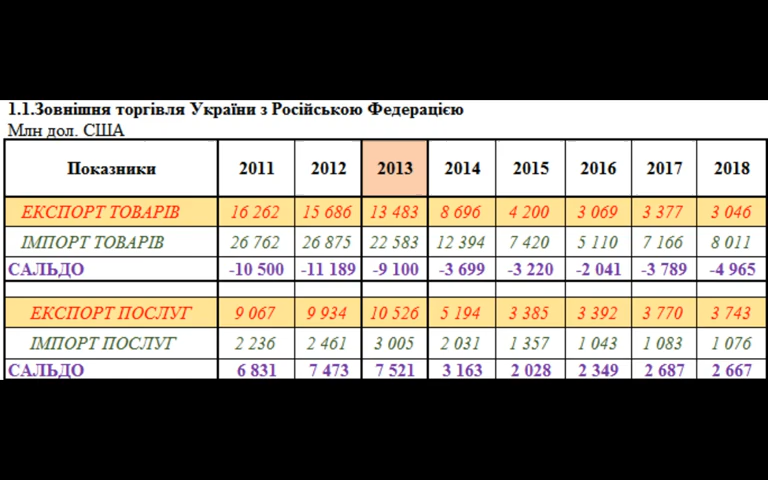 1.1.Зовнішня торгівля України з Російською Федерацією
Млн дол. США
Показники 2011 2012 2013 2014 2015 2016 2017 2018
ЕКСПОРТ ТОВАРІВ 16 262 15 686 13 483 8 696 4 200 3 069 3 377 3 046
ІМПОРТ ТОВАРІВ 26 762 26 875 22 583 12 394 7 420 5 110 7 166 8 011
САЛЬДО -10 500 -11 189 -9 100 -3 699 -3 220 -2 041 -3 789 -4 965
ЕКСПОРТ ПОСЛУГ 9 067 9 934 10 526 5 194 3 385 3 392 3 770 3 743
ІМПОРТ ПОСЛУГ 2 236 2 461 3 005 2 031 1 357 1 043 1 083 1 076
САЛЬДО 6 831 7 473 7 521 3 163 2 028 2 349 2 687 2 667